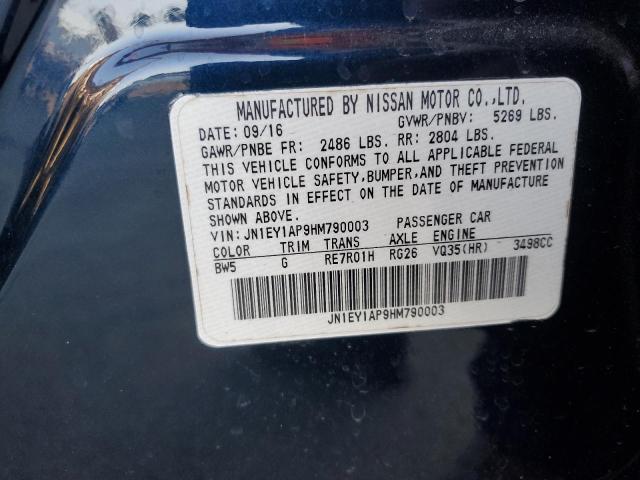 MANUFACTURED BY NISSAN MOTOR CO.,LTD.
DATE: 09/16 GVWR/PNBV: 5269 LBS.
GAWR/PNBE FR: 2486 LBS. RR: 2804 LBS.
THIS VEHICLE CONFORMS TO ALL APPLICABLE FEDERAL
MOTOR VEHICLE SAFETY,BUMPER,AND THEFT PREVENTION
STANDARDS IN EFFECT ON THE DATE OF MANUFACTURE
SHOWN ABOVE.
VIN: JN1EY1AP9HM790003 PASSENGER CAR
COLOR TRIM TRANS AXLE ENGINE
BW5 G RE7R01H RG26 VQ35(HR) 3498CC
JN1EY1AP9HM790003